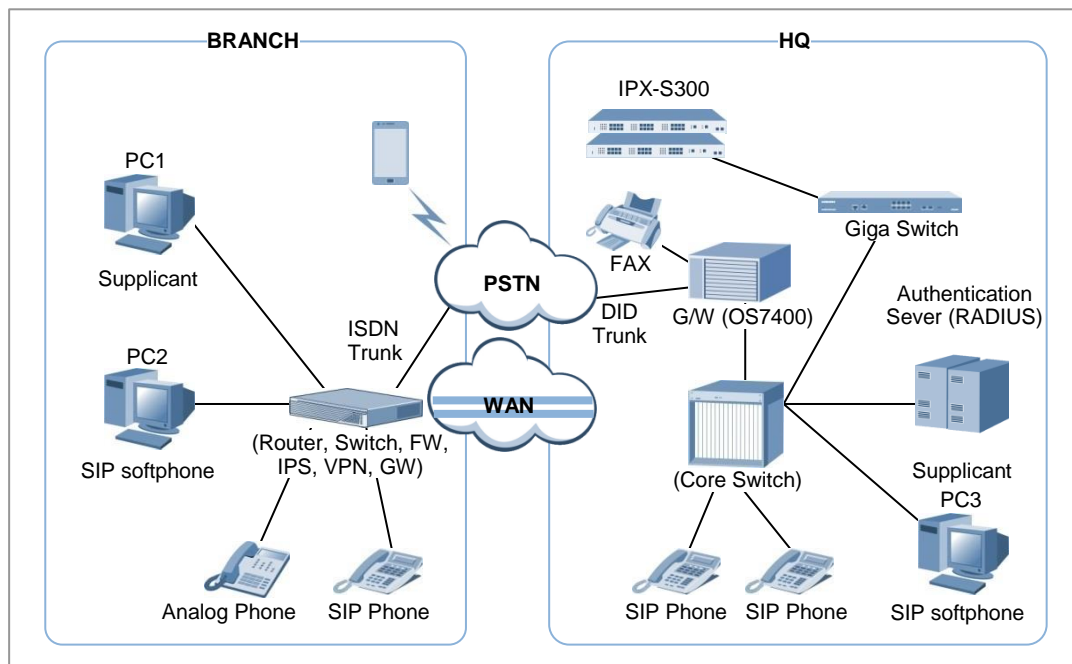 BRANCH
HQ
IPX-S300
PC1
Supplicant
Giga Switch
FAX
PSTN
DID
Trunk
G/W (OS7400)
Authentication
Sever (RADIUS)
ISDN
Trunk
PC2
SIP softphone
WAN
(Router, Switch, FW,
IPS, VPN, GW)
(Core Switch)
Supplicant
PC3
Analog Phone
SIP Phone
SIP Phone
SIP Phone
SIP softphone